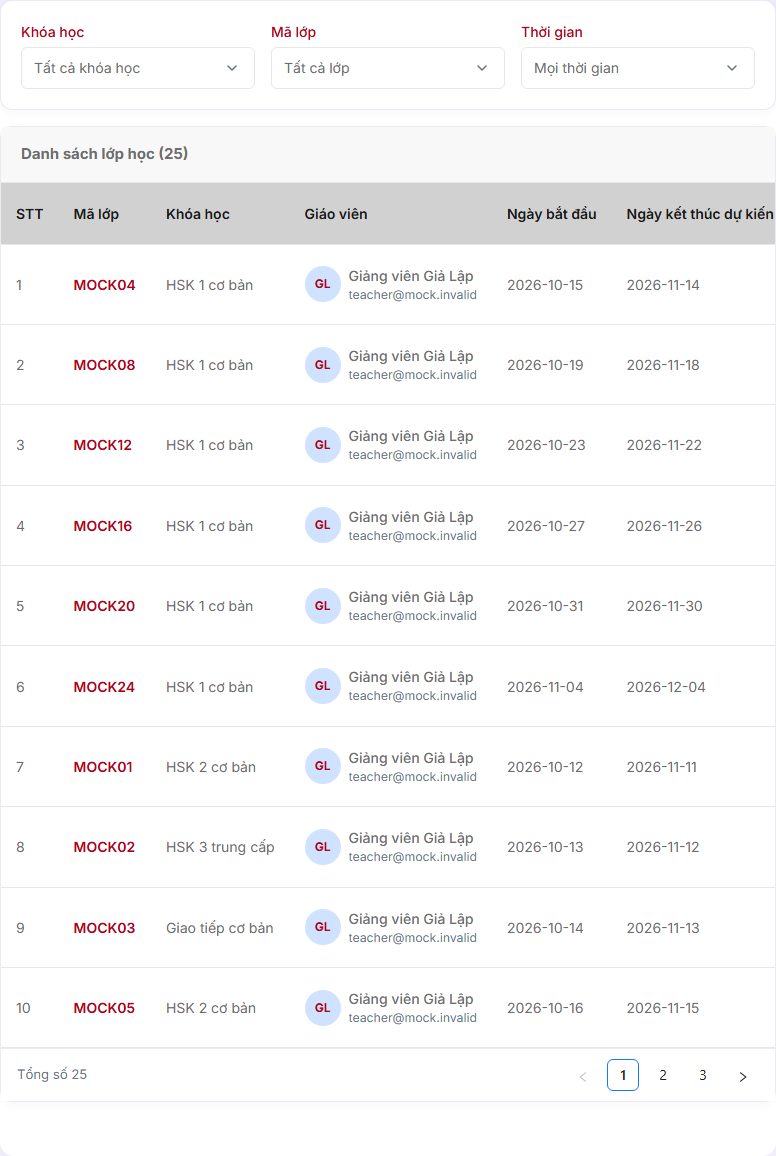 Khóa học Mã lớp Thời gian
Tất cả khóa học Tất cả lớp Mọi thời gian
Danh sách lớp học (25)
STT Mã lớp Khóa học Giáo viên Ngày bắt đầu Ngày kết thúc dự kiến
1 MOCK04 HSK 1 cơ bản GL Giảng viên Giả Lập 2026-10-15 2026-11-14
teacher@mock.invalid
2 MOCK08 HSK 1 cơ bản GL Giảng viên Giả Lập 2026-10-19 2026-11-18
teacher@mock.invalid
3 MOCK12 HSK 1 cơ bản GL Giảng viên Giả Lập 2026-10-23 2026-11-22
teacher@mock.invalid
4 MOCK16 HSK 1 cơ bản GL Giảng viên Giả Lập 2026-10-27 2026-11-26
teacher@mock.invalid
5 MOCK20 HSK 1 cơ bản GL Giảng viên Giả Lập 2026-10-31 2026-11-30
teacher@mock.invalid
6 MOCK24 HSK 1 cơ bản GL Giảng viên Giả Lập 2026-11-04 2026-12-04
teacher@mock.invalid
7 MOCK01 HSK 2 cơ bản GL Giảng viên Giả Lập 2026-10-12 2026-11-11
teacher@mock.invalid
8 MOCK02 HSK 3 trung cấp GL Giảng viên Giả Lập 2026-10-13 2026-11-12
teacher@mock.invalid
9 MOCK03 Giao tiếp cơ bản GL Giảng viên Giả Lập 2026-10-14 2026-11-13
teacher@mock.invalid
10 MOCK05 HSK 2 cơ bản GL Giảng viên Giả Lập 2026-10-16 2026-11-15
teacher@mock.invalid
Tổng số 25 1 2 3